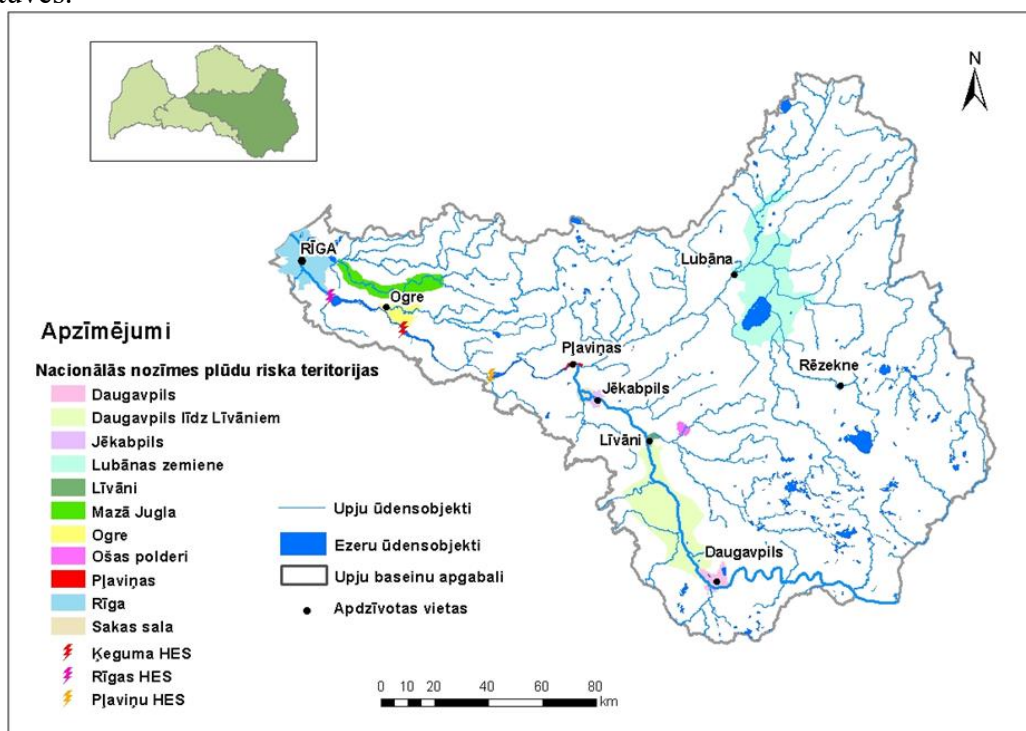 N
RĪGA
Ogre
Lubāna
Pļaviņas
Jēkabpils
Rēzekne
Līvāni
Daugavpils
Apzīmējumi
Nacionālās nozīmes plūdu riska teritorijas
Daugavpils
Daugavpils līdz Līvāniem
Jēkabpils
Lubānas zemiene
Līvāni
Mazā Jugla
Ogre
Ošas polderi
Pļaviņas
Rīga
Sakas sala
Ķeguma HES
Rīgas HES
Pļaviņu HES
Upju ūdensobjekti
Ezeru ūdensobjekti
Upju baseinu apgabali
Apdzīvotas vietas
0 10 20 40 60 80
km